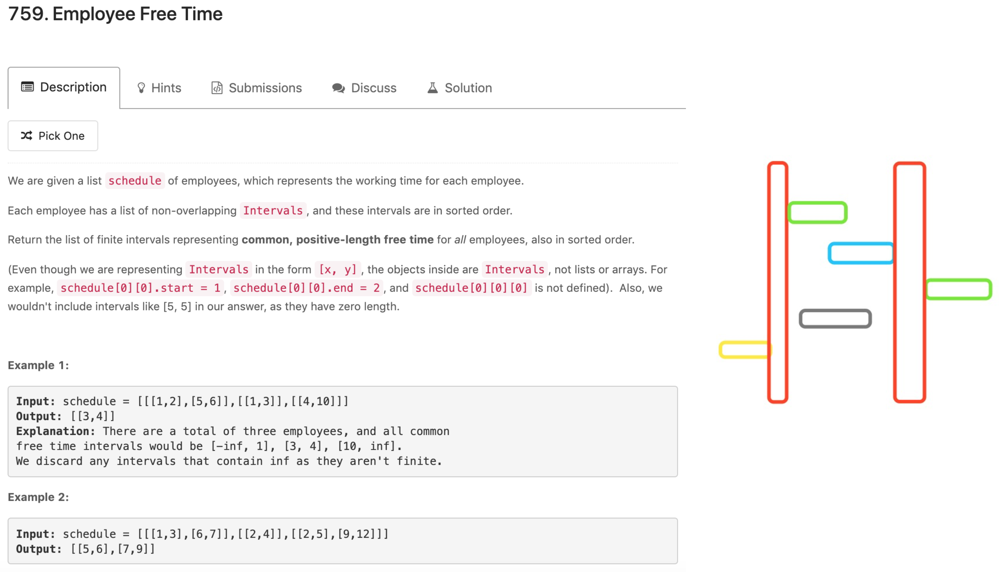 759. Employee Free Time
Description
Hints
Submissions
Discuss
Solution
Pick One
We are given a list schedule of employees, which represents the working time for each employee.
Each employee has a list of non-overlapping Intervals, and these intervals are in sorted order.
Return the list of finite intervals representing common, positive-length free time for all employees, also in sorted order.
(Even though we are representing Intervals in the form [x, y], the objects inside are Intervals, not lists or arrays. For
example, schedule[0][0].start = 1, schedule[0][0].end = 2, and schedule[0][0][0] is not defined). Also, we
wouldn't include intervals like [5, 5] in our answer, as they have zero length.
Example 1:
Input: schedule = [[[1,2],[5,6]],[[1,3]],[[4,10]]]
Output: [[3,4]]
Explanation: There are a total of three employees, and all common
free time intervals would be [-inf, 1], [3, 4], [10, inf].
We discard any intervals that contain inf as they aren't finite.
Example 2:
Input: schedule = [[[1,3],[6,7]],[[2,4]],[[2,5],[9,12]]]
Output: [[5,6],[7,9]]